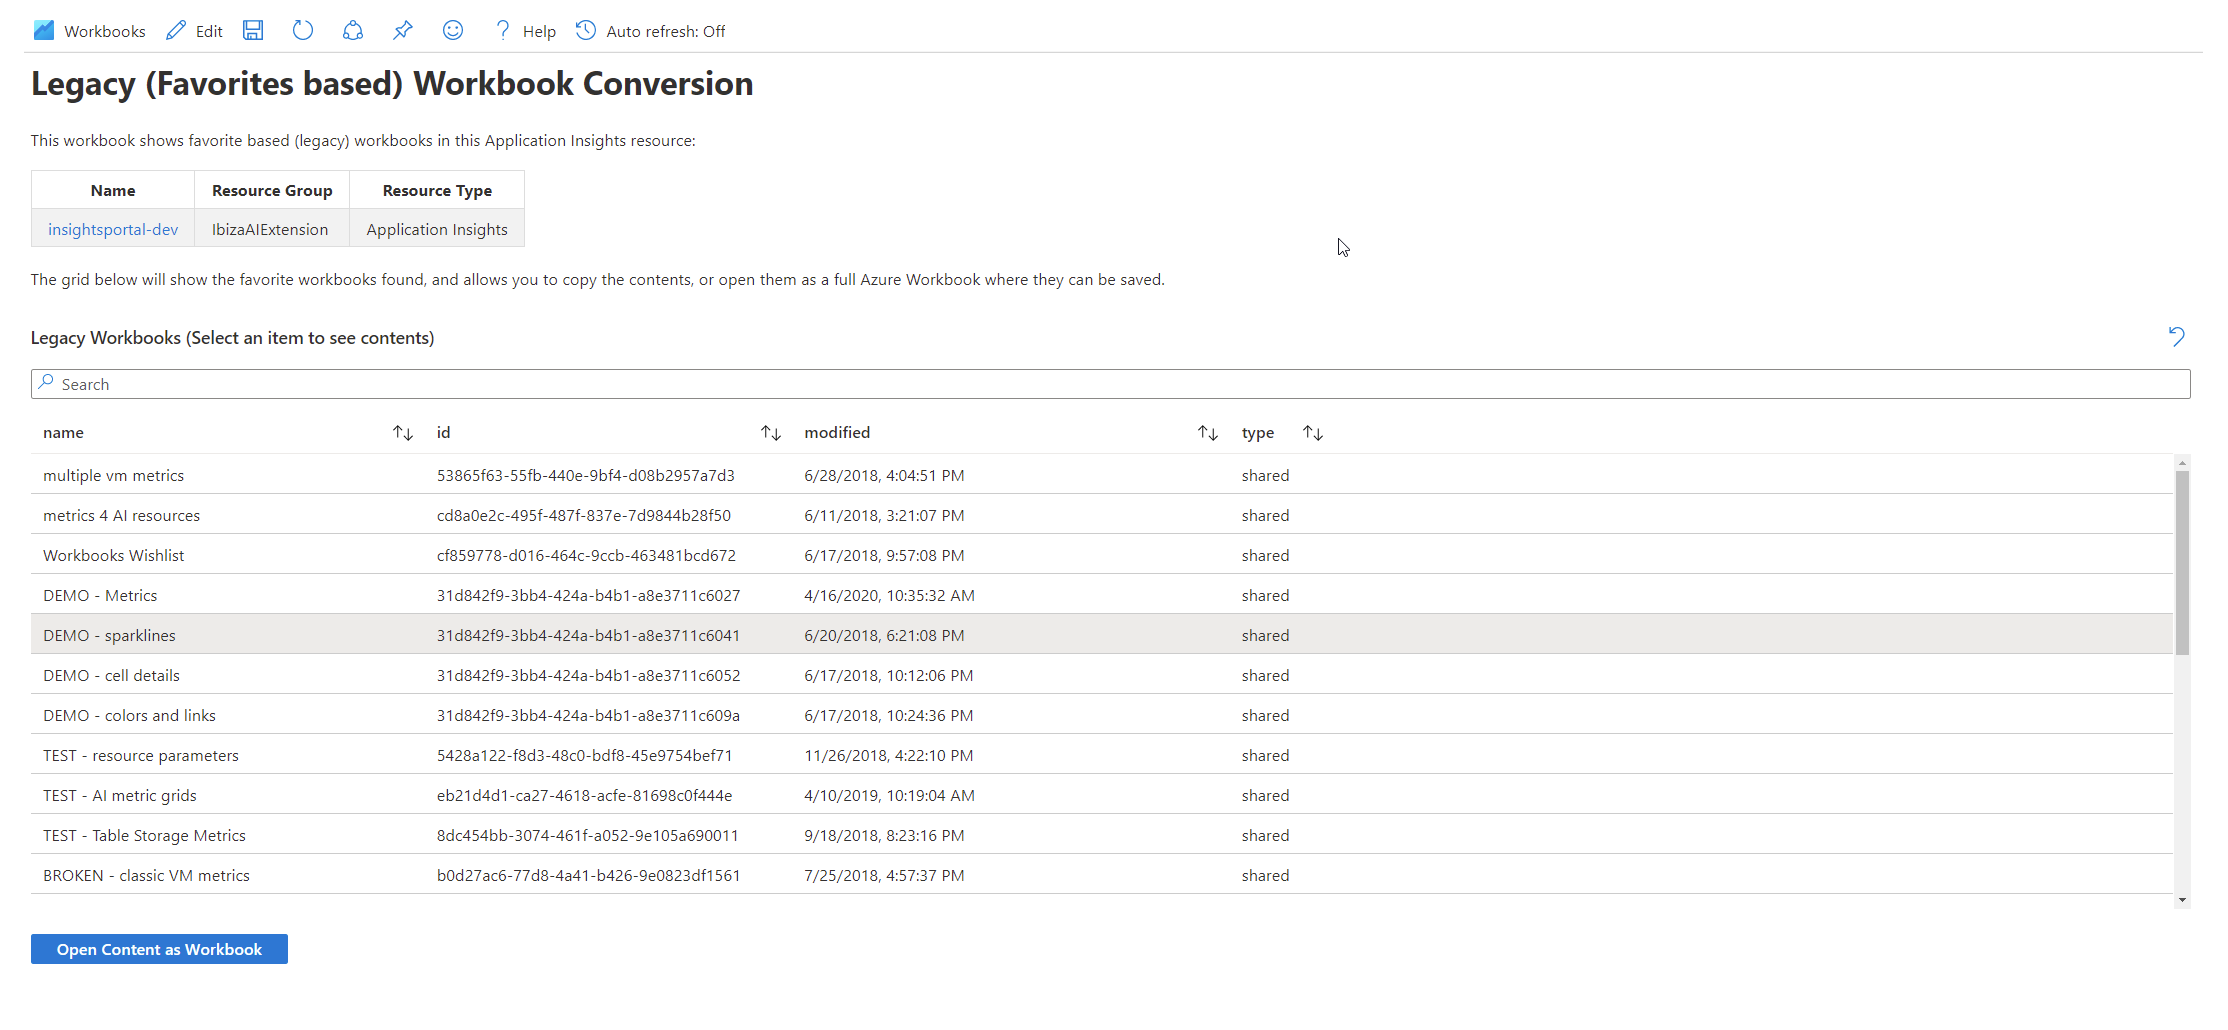 Workbooks Edit Help Auto refresh: Off
Legacy (Favorites based) Workbook Conversion
This workbook shows favorite based (legacy) workbooks in this Application Insights resource:
Name Resource Group Resource Type
insightsportal-dev IbizaAIExtension Application Insights
The grid below will show the favorite workbooks found, and allows you to copy the contents, or open them as a full Azure Workbook where they can be saved.
Legacy Workbooks (Select an item to see contents)
Search
name id modified type
multiple vm metrics 53865f63-55fb-440e-9bf4-d08b2957a7d3 6/28/2018, 4:04:51 PM shared
metrics 4 AI resources cd8a0e2c-495f-487f-837e-7d9844b28f50 6/11/2018, 3:21:07 PM shared
Workbooks Wishlist cf859778-d016-464c-9ccb-463481bcd672 6/17/2018, 9:57:08 PM shared
DEMO - Metrics 31d842f9-3bb4-424a-b4b1-a8e3711c6027 4/16/2020, 10:35:32 AM shared
DEMO - sparklines 31d842f9-3bb4-424a-b4b1-a8e3711c6041 6/20/2018, 6:21:08 PM shared
DEMO - cell details 31d842f9-3bb4-424a-b4b1-a8e3711c6052 6/17/2018, 10:12:06 PM shared
DEMO - colors and links 31d842f9-3bb4-424a-b4b1-a8e3711c609a 6/17/2018, 10:24:36 PM shared
TEST - resource parameters 5428a122-f8d3-48c0-bdf8-45e9754bef71 11/26/2018, 4:22:10 PM shared
TEST - AI metric grids eb21d4d1-ca27-4618-acfe-81698c0f444e 4/10/2019, 10:19:04 AM shared
TEST - Table Storage Metrics 8dc454bb-3074-461f-a052-9e105a690011 9/18/2018, 8:23:16 PM shared
BROKEN - classic VM metrics b0d27ac6-77d8-4a41-b426-9e0823df1561 7/25/2018, 4:57:37 PM shared
Open Content as Workbook